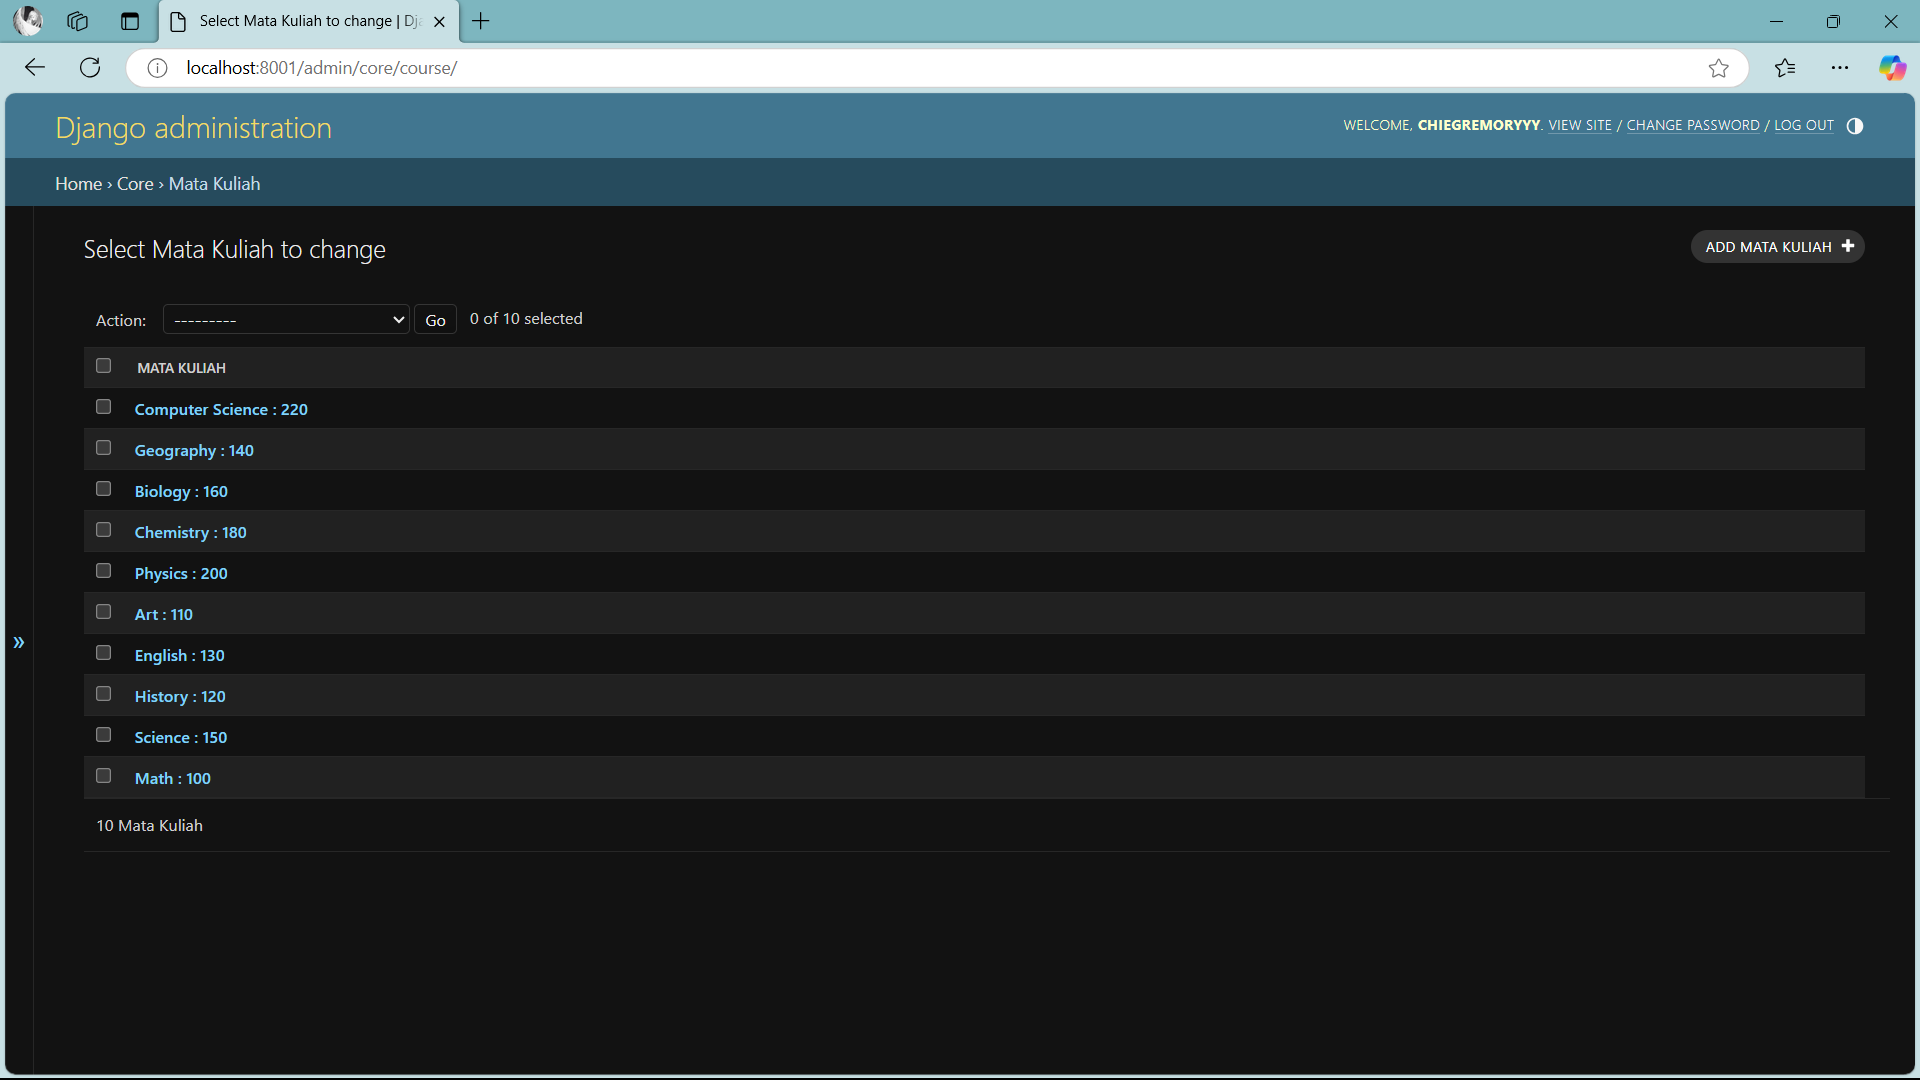 Select Mata Kuliah to change | Dj
localhost:8001/admin/core/course/
Django administration
WELCOME, CHIEGREMORYYY. VIEW SITE / CHANGE PASSWORD / LOG OUT
Home › Core › Mata Kuliah
Select Mata Kuliah to change
ADD MATA KULIAH +
Action: --------- Go 0 of 10 selected
MATA KULIAH
Computer Science : 220
Geography : 140
Biology : 160
Chemistry : 180
Physics : 200
Art : 110
English : 130
History : 120
Science : 150
Math : 100
10 Mata Kuliah
»